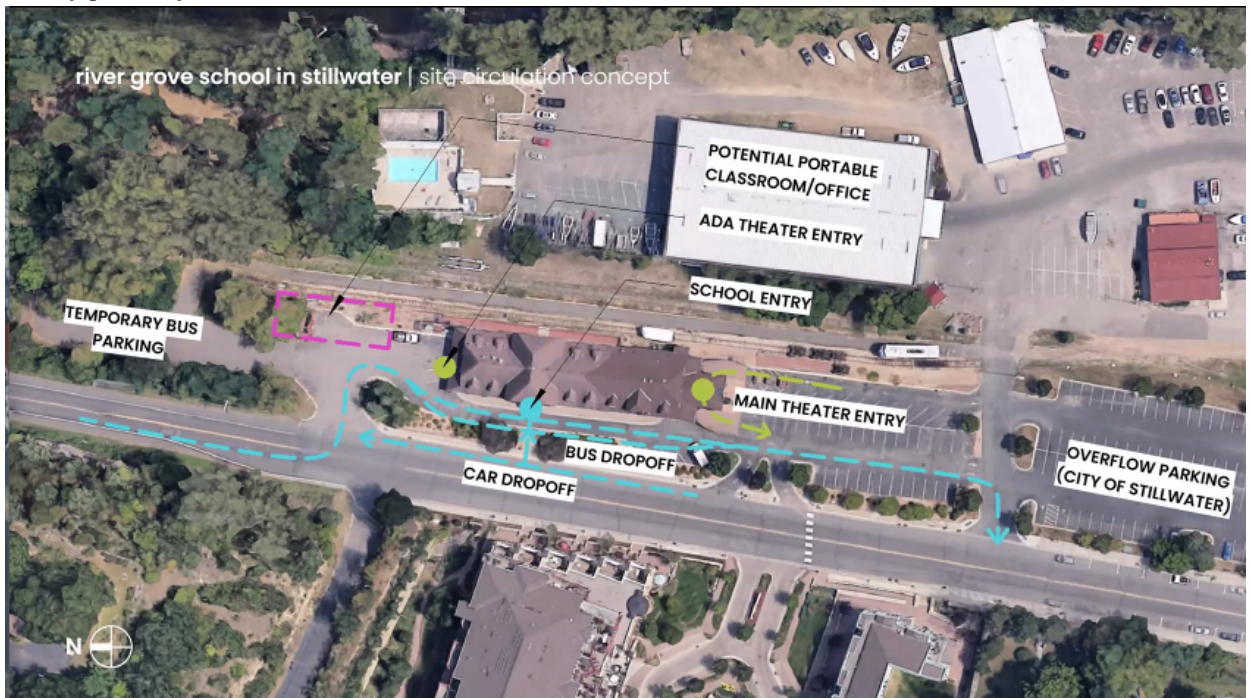 river grove school in stillwater | site circulation concept
POTENTIAL PORTABLE
CLASSROOM/OFFICE
ADA THEATER ENTRY
SCHOOL ENTRY
TEMPORARY BUS
PARKING
MAIN THEATER ENTRY
BUS DROPOFF
CAR DROPOFF
OVERFLOW PARKING
(CITY OF STILLWATER)
N